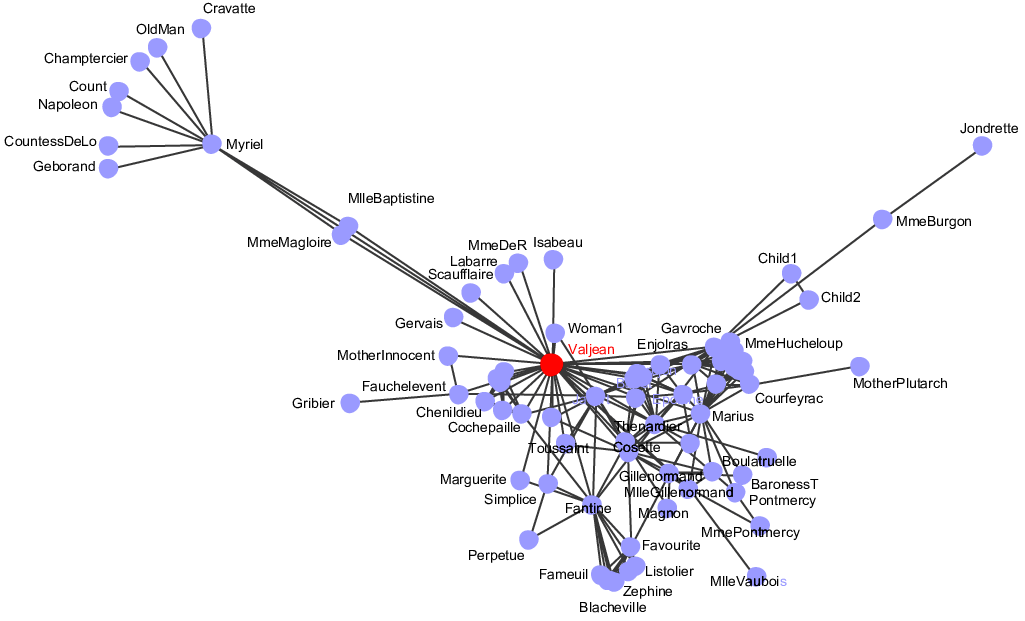 Cravatte
OldMan
Champtercier
Count
Napoleon
CountessDeLo
Geborand
Myriel
Jondrette
MlleBaptistine
MmeBurgon
MmeMagloire
MmeDeR
Isabeau
Labarre
Scaufflaire
Child1
Child2
Gervais
Woman1
Gavroche
Enjolras
MmeHucheloup
Valjean
MotherInnocent
MotherPlutarch
Fauchelevent
Gribier
Chenildieu
Courfeyrac
Cochepaille
Marius
Thenardier
Toussaint
Cosette
Boulatruelle
Marguerite
Gillenormand
BaronessT
Simplice
MlleGillenormand
Pontmercy
Fantine
Magnon
MmePontmercy
Perpetue
Favourite
Fameuil
Listolier
MlleVaubois
Zephine
Blacheville